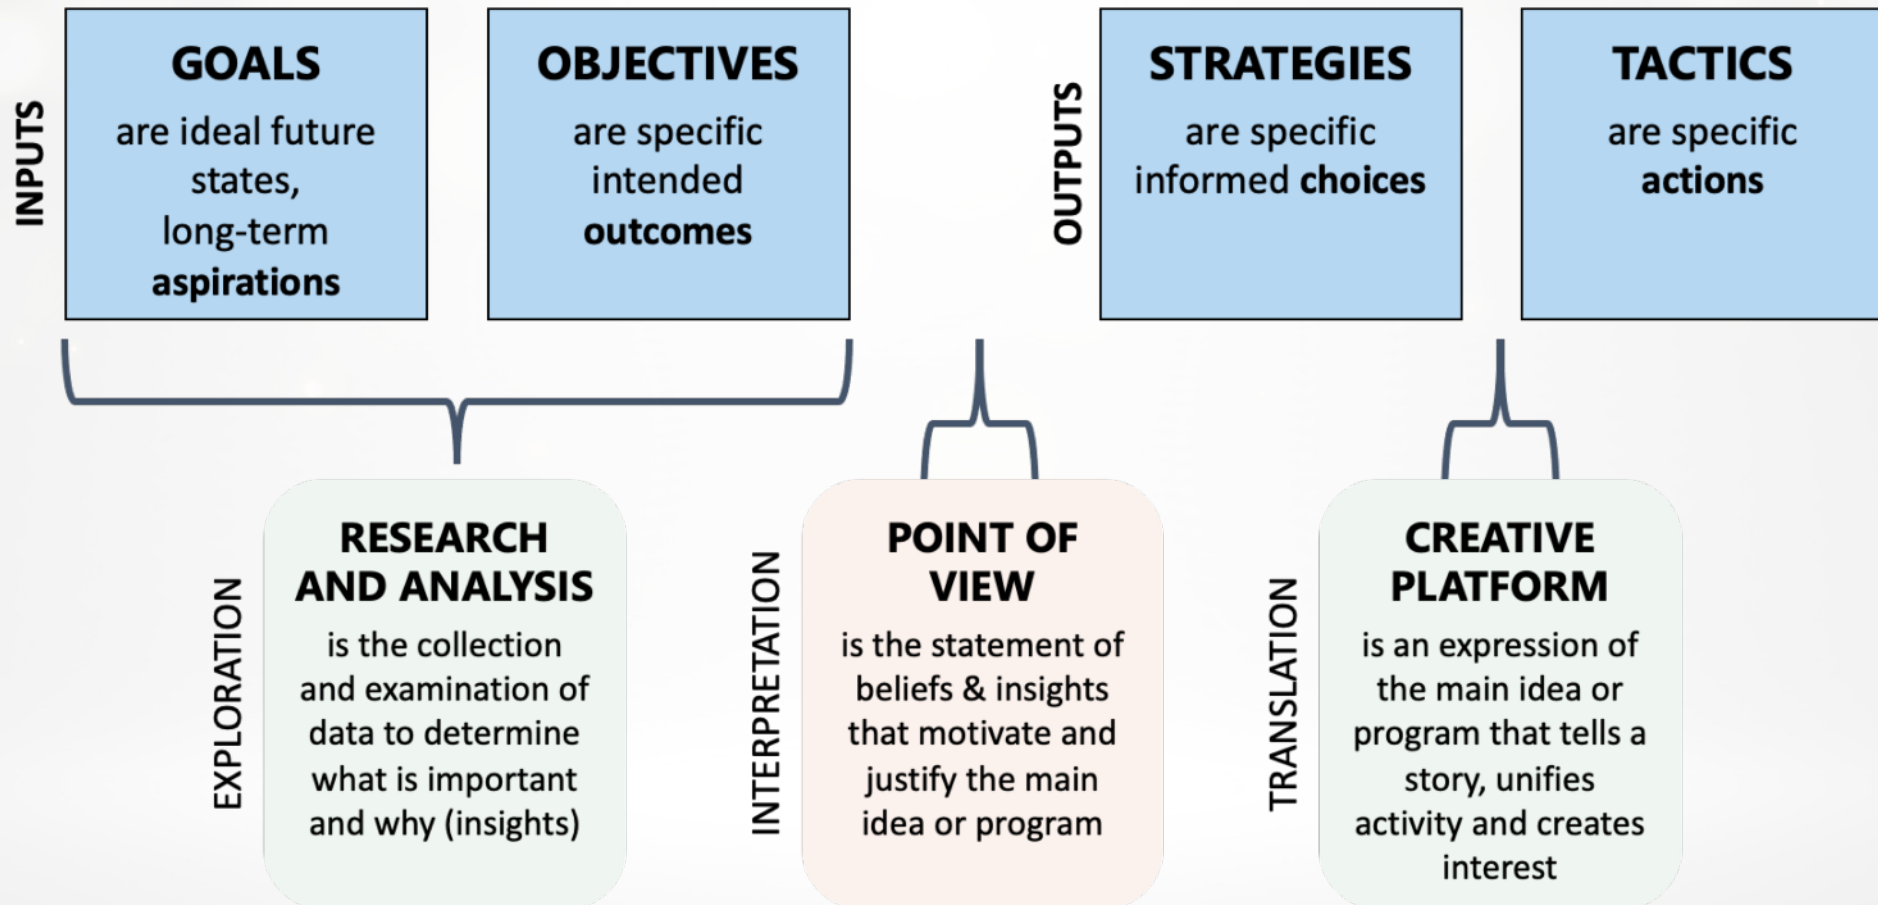 INPUTS
GOALS
are ideal future
states,
long-term
aspirations
OBJECTIVES
are specific
intended
outcomes
OUTPUTS
STRATEGIES
are specific
informed choices
TACTICS
are specific
actions
EXPLORATION
RESEARCH
AND ANALYSIS
is the collection
and examination of
data to determine
what is important
and why (insights)
INTERPRETATION
POINT OF
VIEW
is the statement of
beliefs & insights
that motivate and
justify the main
idea or program
TRANSLATION
CREATIVE
PLATFORM
is an expression of
the main idea or
program that tells a
story, unifies
activity and creates
interest